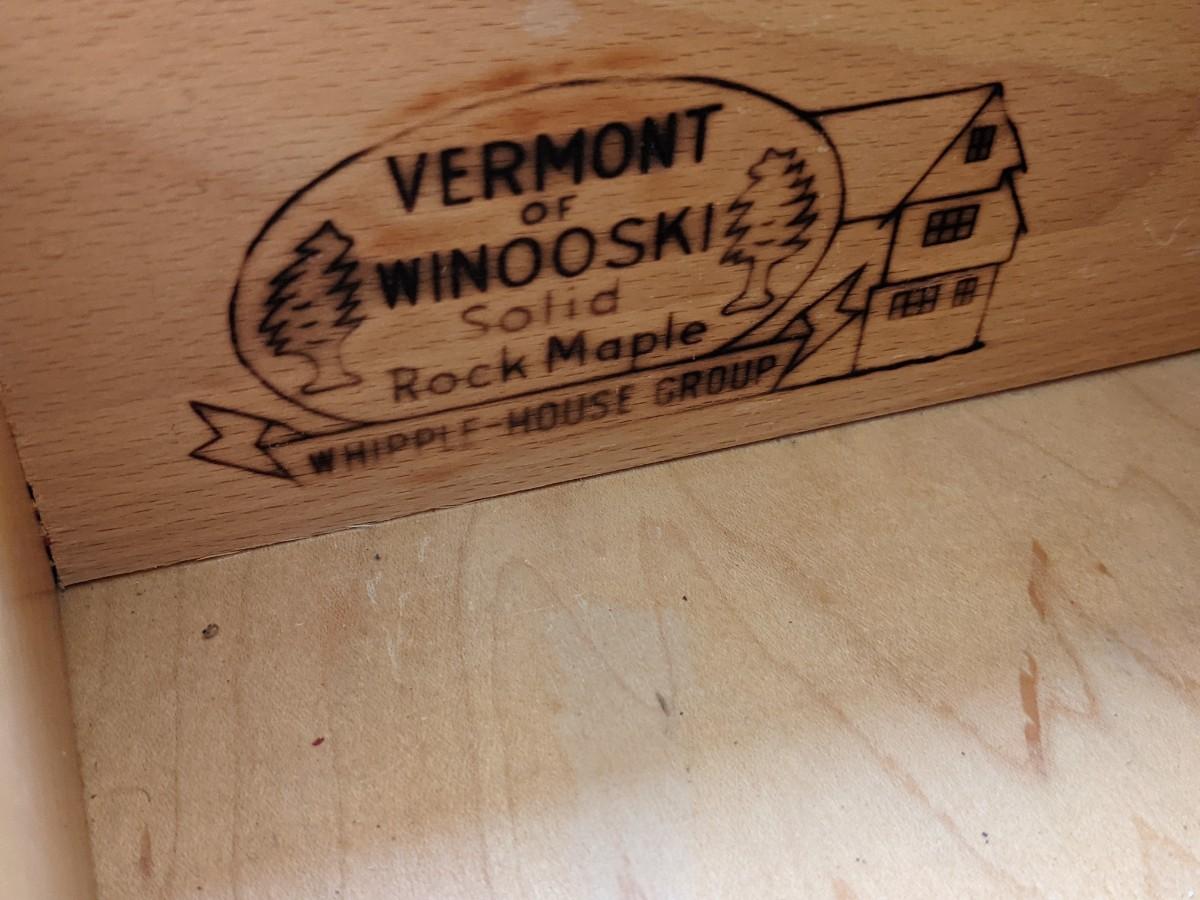 VERMONT
OF
WINOOSKI
Solid
Rock Maple
WHIPPLE-HOUSE GROUP